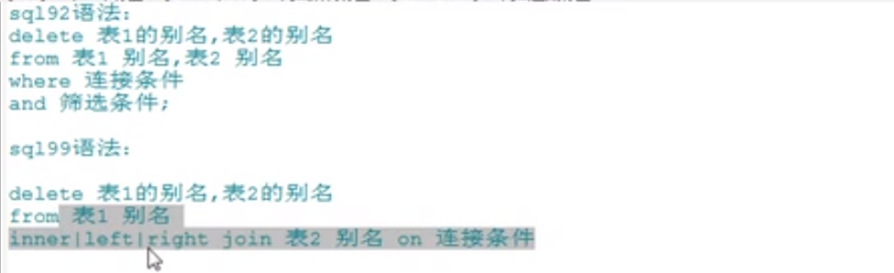 sql92语法:
delete 表1的别名,表2的别名
from 表1 别名,表2 别名
where 连接条件
and 筛选条件;
sql99语法:
delete 表1的别名,表2的别名
from 表1 别名
inner|left|right join 表2 别名 on 连接条件